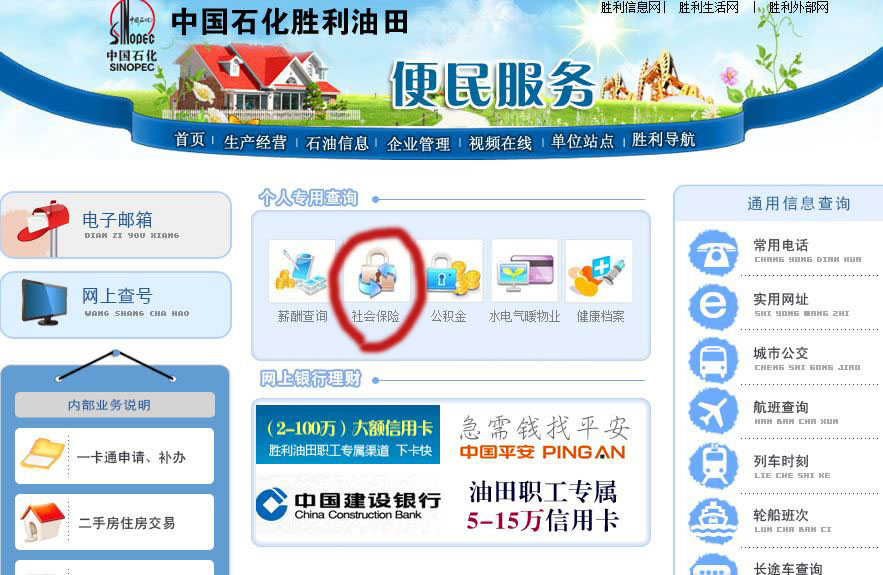 胜利信息网| 胜利生活网 | 胜利外部网
中国石化
SINOPEC
中国石化胜利油田
便民服务
首页 | 生产经营 | 石油信息 | 企业管理 | 视频在线 | 单位站点 | 胜利导航
电子邮箱
DIAN ZI YOU XIANG
网上查号
WANG SHANG CHA HAO
内部业务说明
一卡通申请、补办
二手房住房交易
个人专用查询
薪酬查询 社会保险 公积金 水电气暖物业 健康档案
网上银行理财
(2-100万)大额信用卡
胜利油田职工专属渠道 下卡快
急需钱找平安
中国平安 PINGAN
中国建设银行
China Construction Bank
油田职工专属
5-15万信用卡
通用信息查询
常用电话
CHANG YONG DIAN HUA
实用网址
SHI YONG WANG ZHI
城市公交
CHENG SHI GONG JIAO
航班查询
HAN BAN CHA XUN
列车时刻
LIE CHE SHI KE
轮船班次
LUN CHA BAN CI
长途车查询